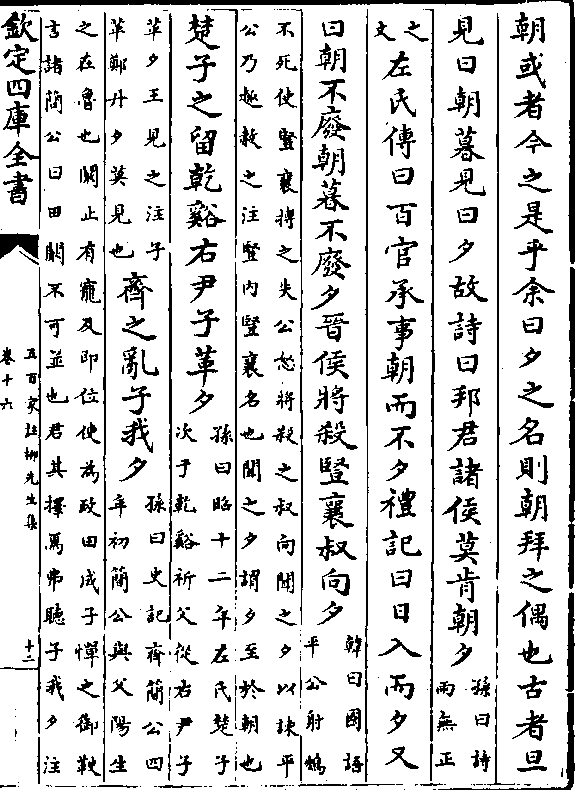 朝或者今之是乎余曰夕之名則朝拜之偶也古者旦
見曰朝暮見曰夕故詩曰邦君諸侯莫肯朝夕
孫曰詩
雨無正
之
文
左氏傳曰百官承事朝而不夕禮記曰日入而夕又
曰朝不廢朝暮不廢夕晉侯將殺豎襄叔向夕
韓曰國語
平公射鴳
不死使豎襄搏之失公怒將殺之叔向聞之夕以諫平
公乃趣赦之注豎内豎襄名也聞之夕謂夕至於朝也
楚子之留乾谿右尹子革夕
孫曰昭十二年左氏楚子
次于乾谿祈父從右尹子
革夕王見之注子
革鄭丹夕莫見也
齊之亂子我夕
孫曰史記齊簡公四
年初簡公與父陽生
之在魯也闞止有寵及即位使為政田成子憚之御鞅
言諸簡公曰田闞不可並也君其擇焉弗聽子我夕注
欽定四庫全書
五百家註柳先生集
卷十六
十二